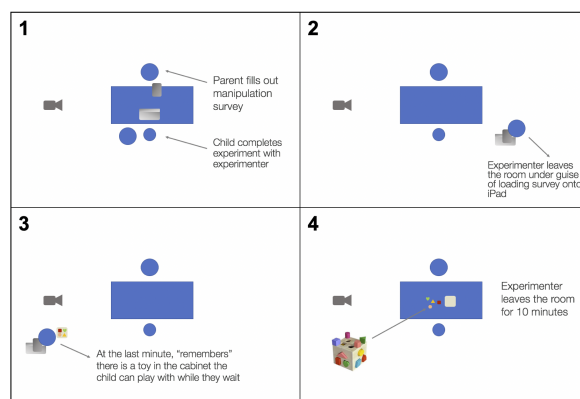 1
Parent fills out
manipulation
survey
Child completes
experiment with
experimenter
2
Experimenter leaves
the room under guise
of loading survey onto
iPad
3
At the last minute, "remembers"
there is a toy in the cabinet the
child can play with while they wait
4
Experimenter
leaves the room
for 10 minutes